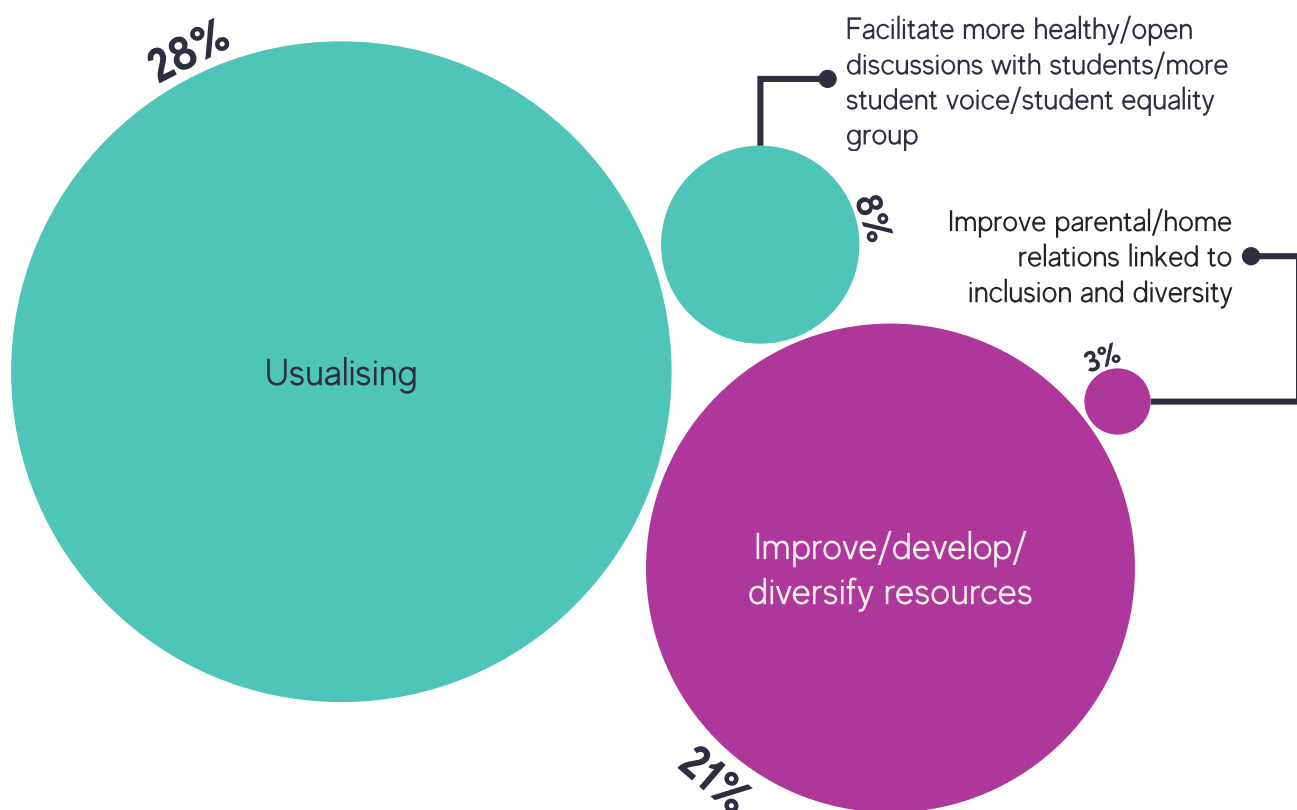 28%
Usualising
Facilitate more healthy/open
discussions with students/more
student voice/student equality
group
8%
Improve parental/home
relations linked to
inclusion and diversity
3%
Improve/develop/
diversify resources
21%